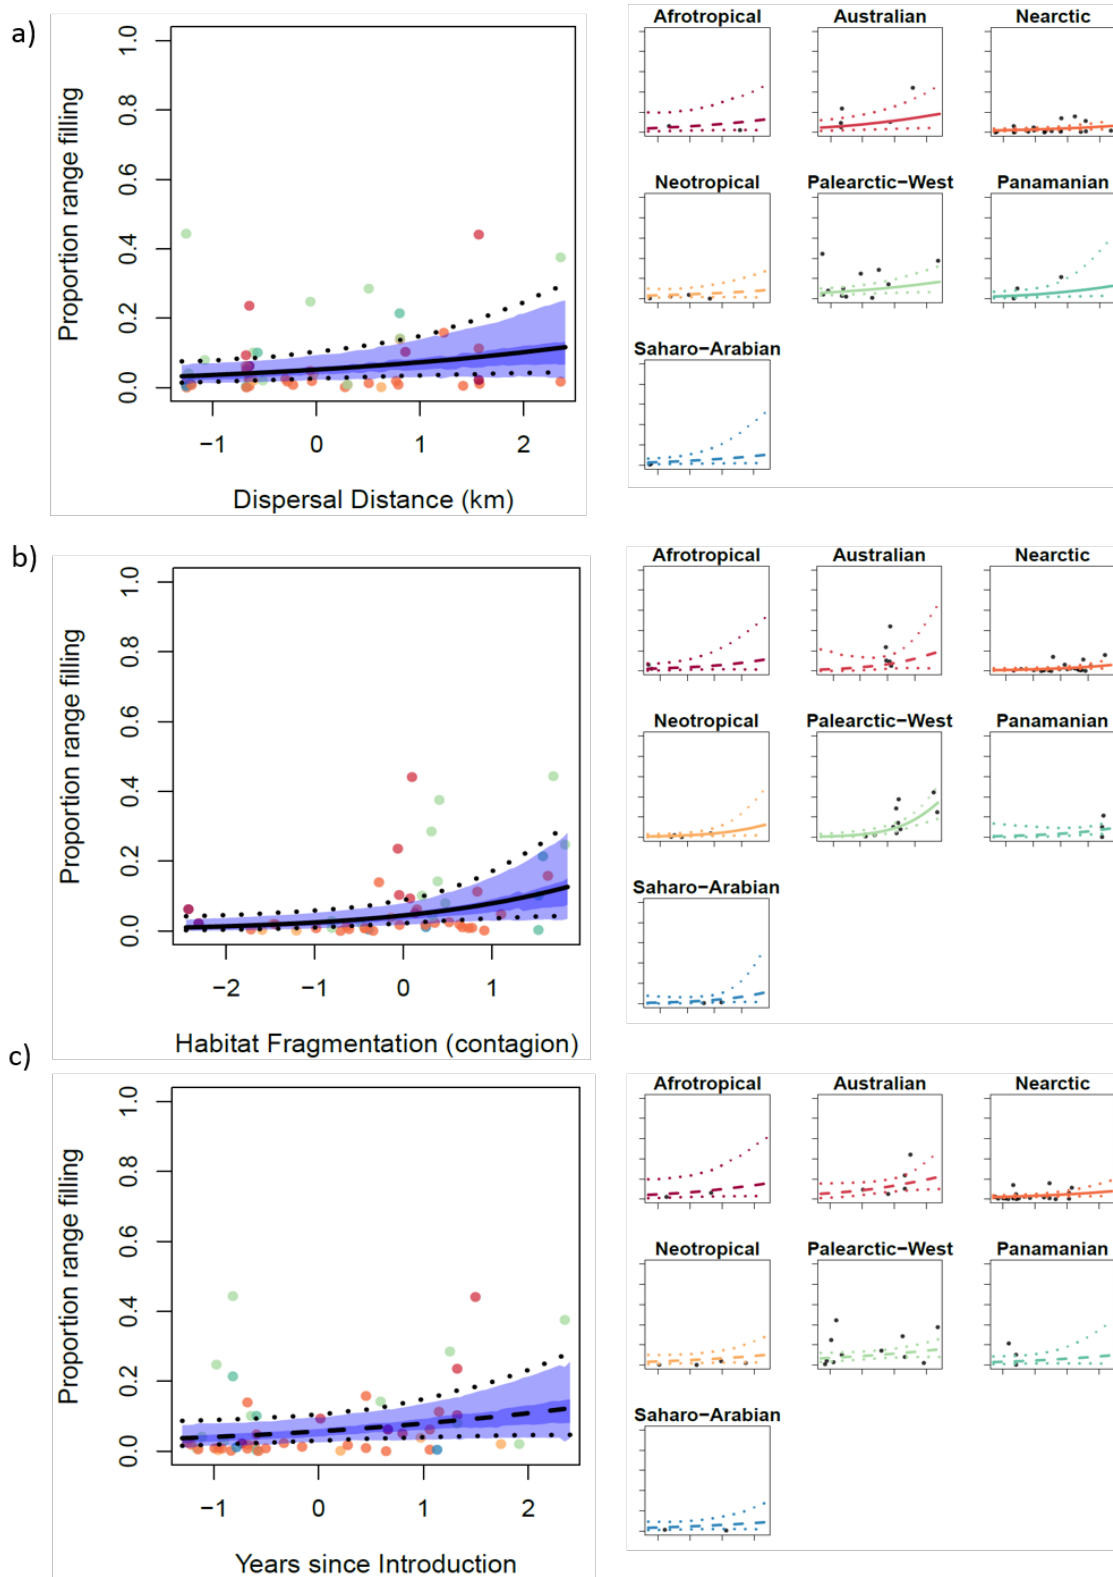 a)
Proportion range filling
1.0
0.8
0.6
0.4
0.2
0.0
−1 0 1 2
Dispersal Distance (km)
Afrotropical Australian Nearctic
Neotropical Palearctic−West Panamanian
Saharo−Arabian
b)
Proportion range filling
1.0
0.8
0.6
0.4
0.2
0.0
−2 −1 0 1
Habitat Fragmentation (contagion)
Afrotropical Australian Nearctic
Neotropical Palearctic−West Panamanian
Saharo−Arabian
c)
Proportion range filling
1.0
0.8
0.6
0.4
0.2
0.0
−1 0 1 2
Years since Introduction
Afrotropical Australian Nearctic
Neotropical Palearctic−West Panamanian
Saharo−Arabian